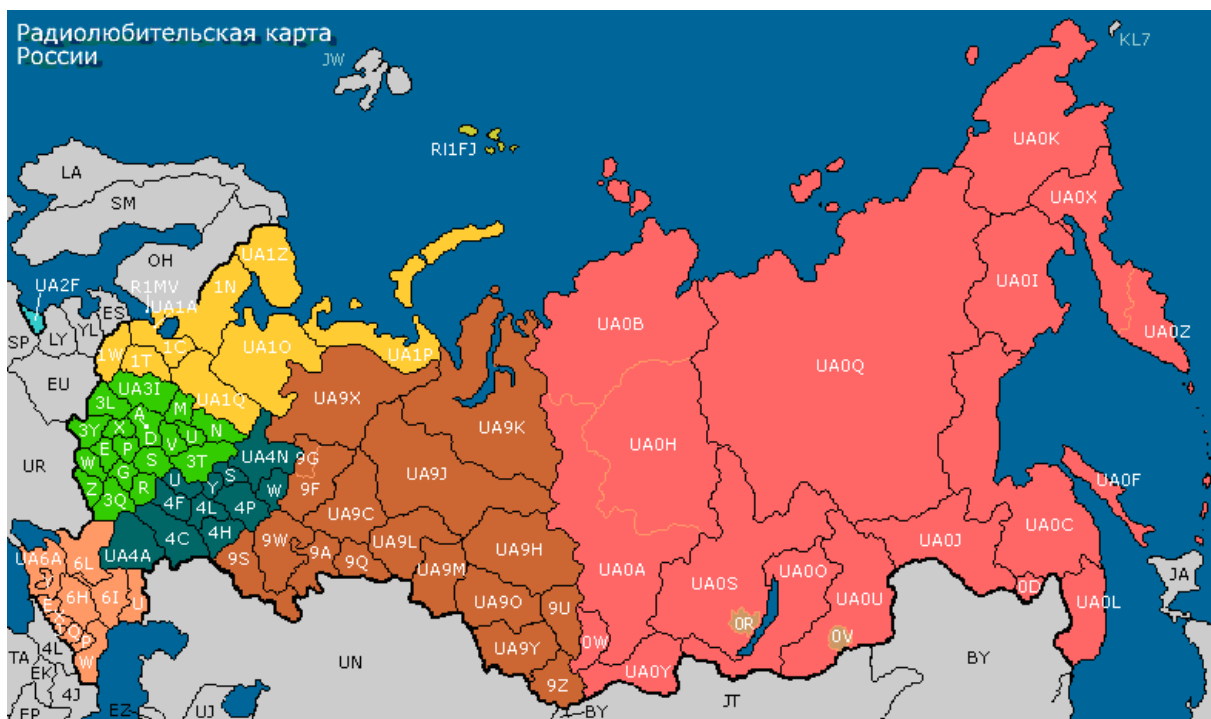 Радиолюбительская карта
России
JW
KL7
RI1FJ
UA0K
LA
UA0X
SM
UA1Z
OH
UA2F
R1MV
1N
UA0I
UA1A
ES
SP
LY
YL
UA0B
UA0Z
1W
1T
1C
UA1O
UA1P
UA0Q
EU
UA3I
UA1Q
UA9X
3L
A
M
UA9K
3Y
X
D
V
U
N
UA0H
E
P
UR
W
G
S
3T
UA4N
9G
UA9J
Z
3Q
R
U
Y
S
W
9F
UA0F
4F
4L
4P
UA9C
UA0C
UA4A
4C
4H
9W
9A
UA9L
UA9H
UA0J
UA6A
6L
9S
9Q
UA9M
UA0A
UA0S
UA0O
JA
6H
6I
U
UA9O
9U
UA0U
0D
UA0L
0W
0R
0V
W
UA9Y
UA0Y
TA
4L
EK
4J
UN
9Z
BY
JT
EZ
UJ
BY